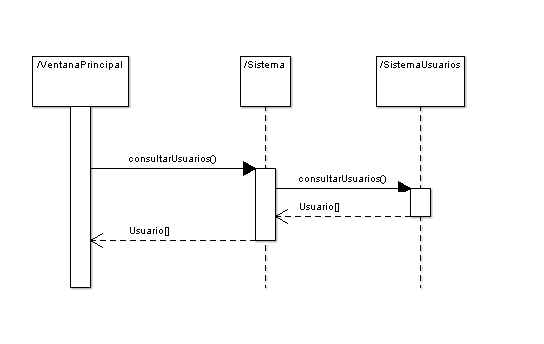 /VentanaPrincipal
/Sistema
/SistemaUsuarios
consultarUsuarios()
consultarUsuarios()
Usuario[]
Usuario[]